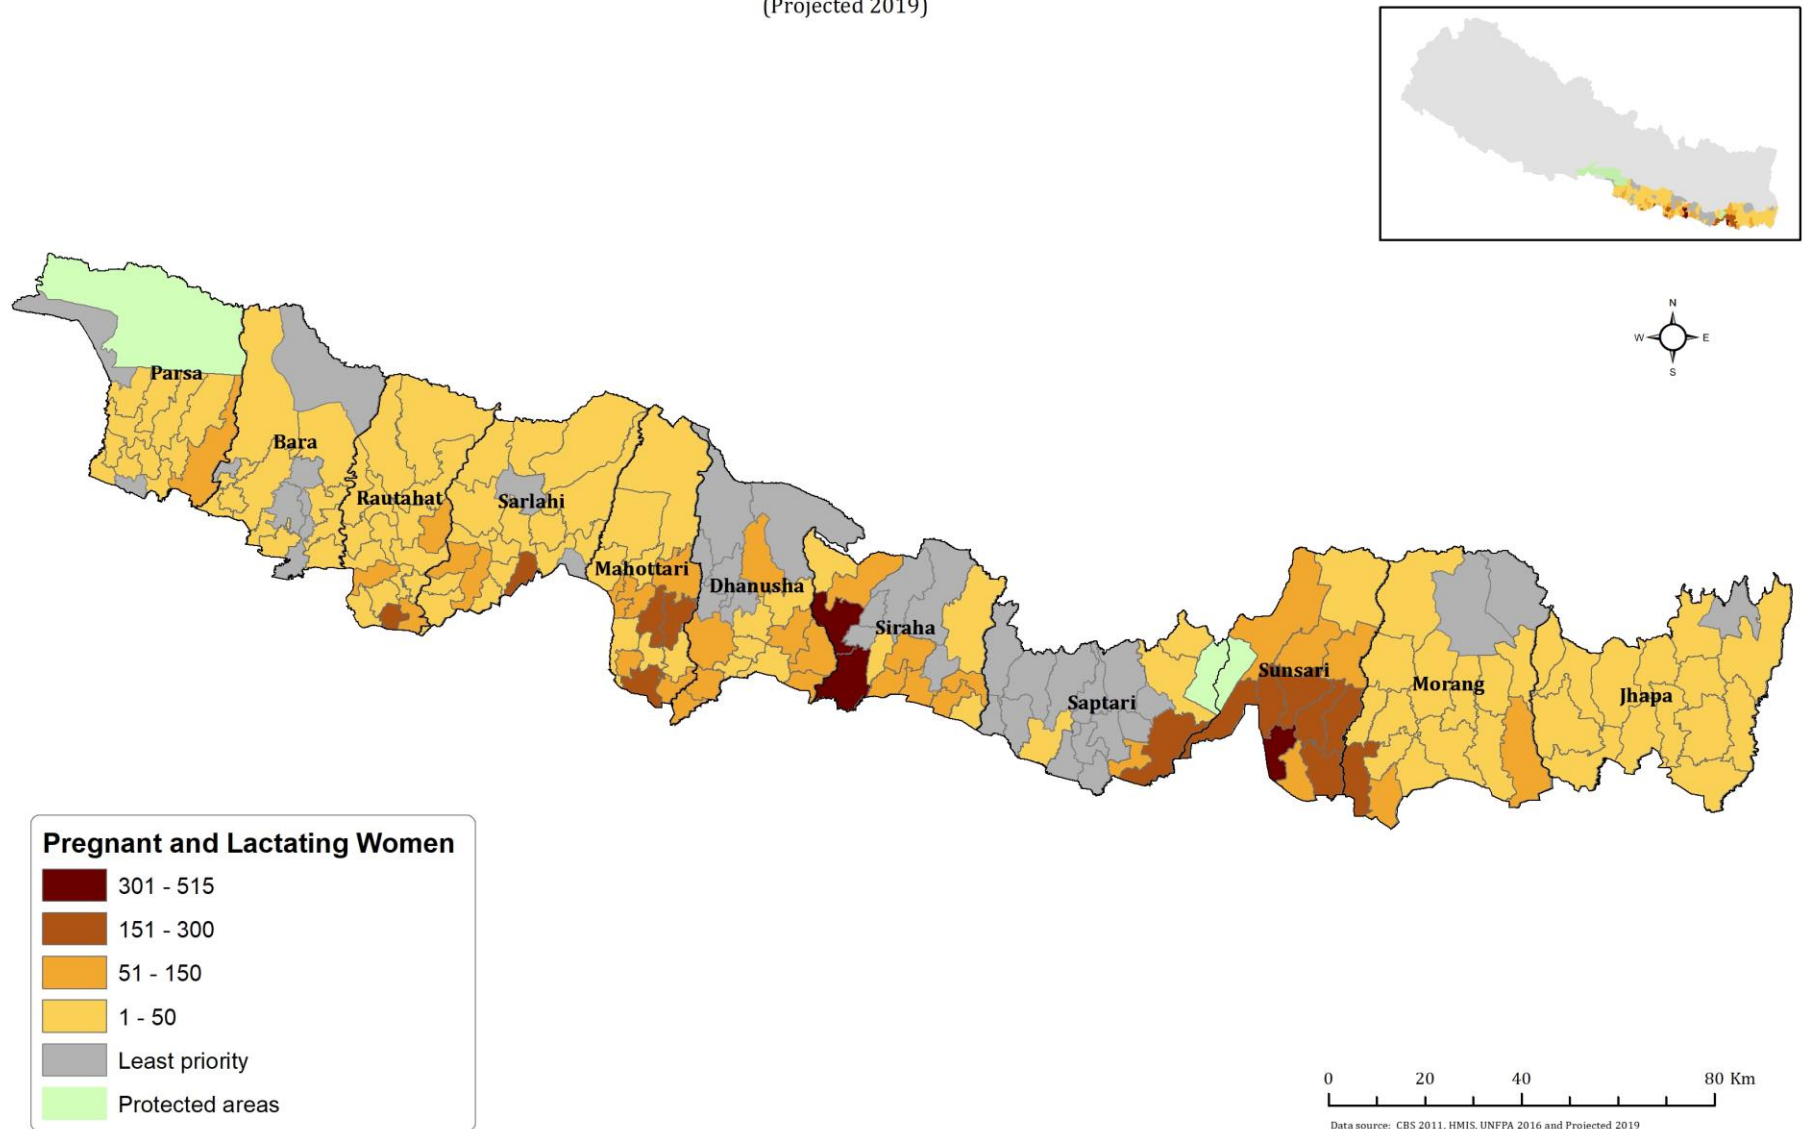 (Projected 2019)
N
W E
S
Parsa
Bara
Rautahat
Sarlahi
Mahottari
Dhanusha
Siraha
Saptari
Sunsari
Morang
Jhapa
Pregnant and Lactating Women
301 - 515
151 - 300
51 - 150
1 - 50
Least priority
Protected areas
0 20 40 80 Km
Data source: CBS 2011, HMIS, UNFPA 2016 and Projected 2019